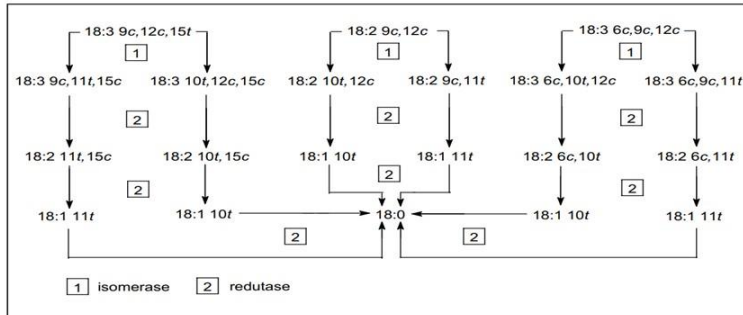 18:3 9c,12c,15t 18:2 9c,12c 18:3 6c,9c,12c
1 1 1
18:3 9c,11t,15c 18:3 10t,12c,15c 18:2 10t,12c 18:2 9c,11t 18:3 6c,10t,12c 18:3 6c,9c,11t
2 2 2
18:2 11t,15c 18:2 10t,15c 18:1 10t 18:1 11t 18:2 6c,10t 18:2 6c,11t
2 2 2
18:1 11t 18:1 10t 18:0 18:1 10t 18:1 11t
2 2
1 isomerase 2 redutase